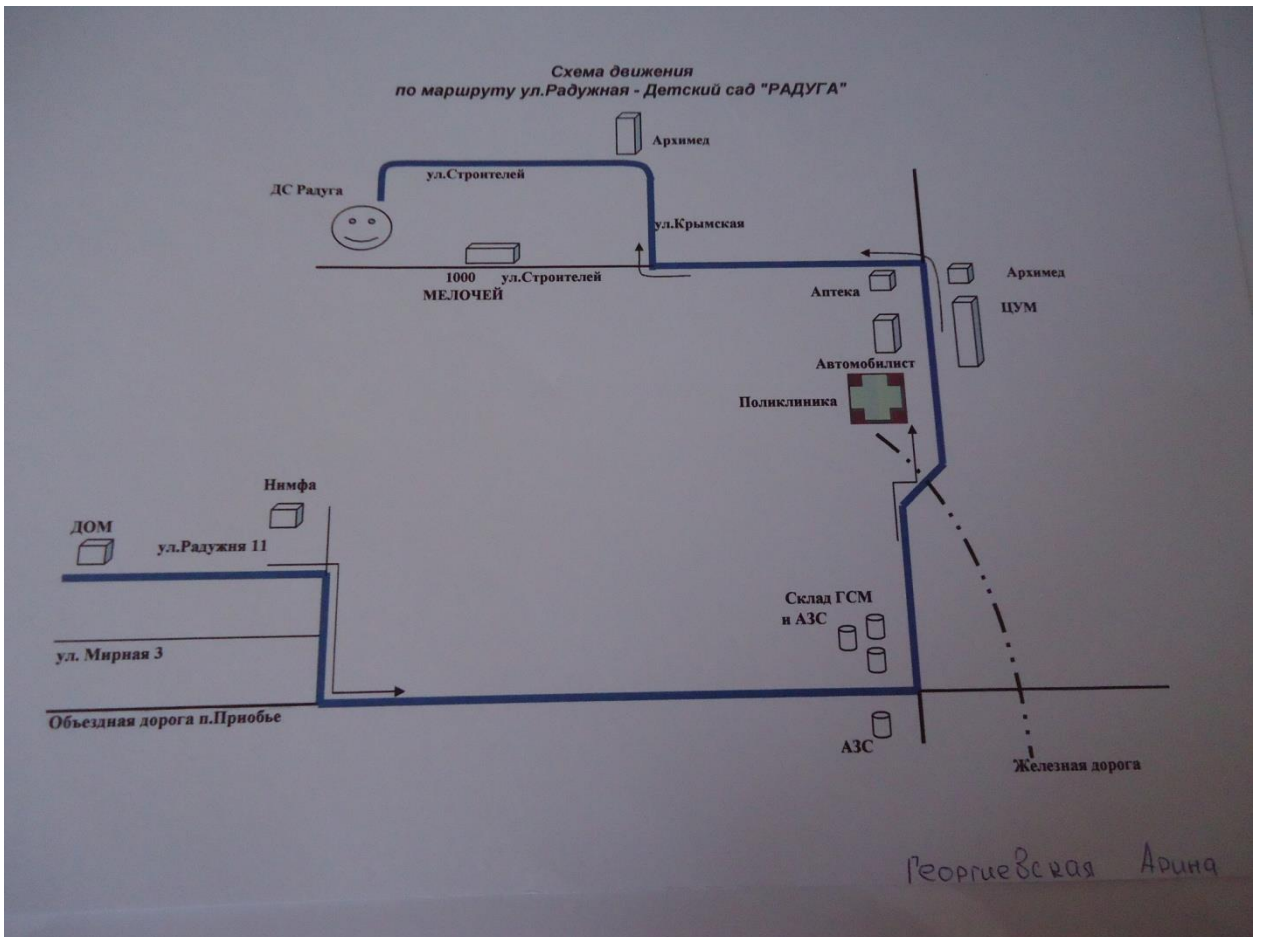 Схема движения
по маршруту ул.Радужная - Детский сад "РАДУГА"
Архимед
ул.Строителей
ДС Радуга
ул.Крымская
1000 ул.Строителей
МЕЛОЧЕЙ
Аптека
Архимед
ЦУМ
Автомобилист
Поликлиника
Нимфа
ДОМ
ул.Радужня 11
Склад ГСМ
и АЗС
ул. Мирная 3
Объездная дорога п.Приобье
АЗС
Железная дорога
Георгиевская Арина